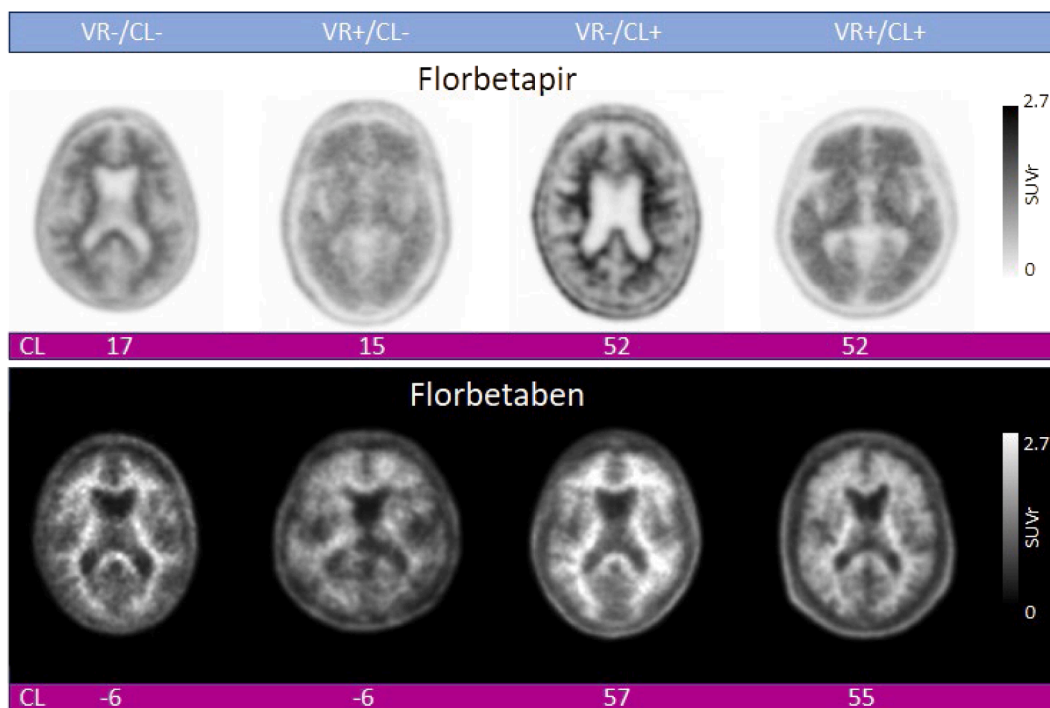 VR-/CL- VR+/CL- VR-/CL+ VR+/CL+
Florbetapir
2.7
SUVr
0
CL 17 15 52 52
Florbetaben
2.7
SUVr
0
CL -6 -6 57 55